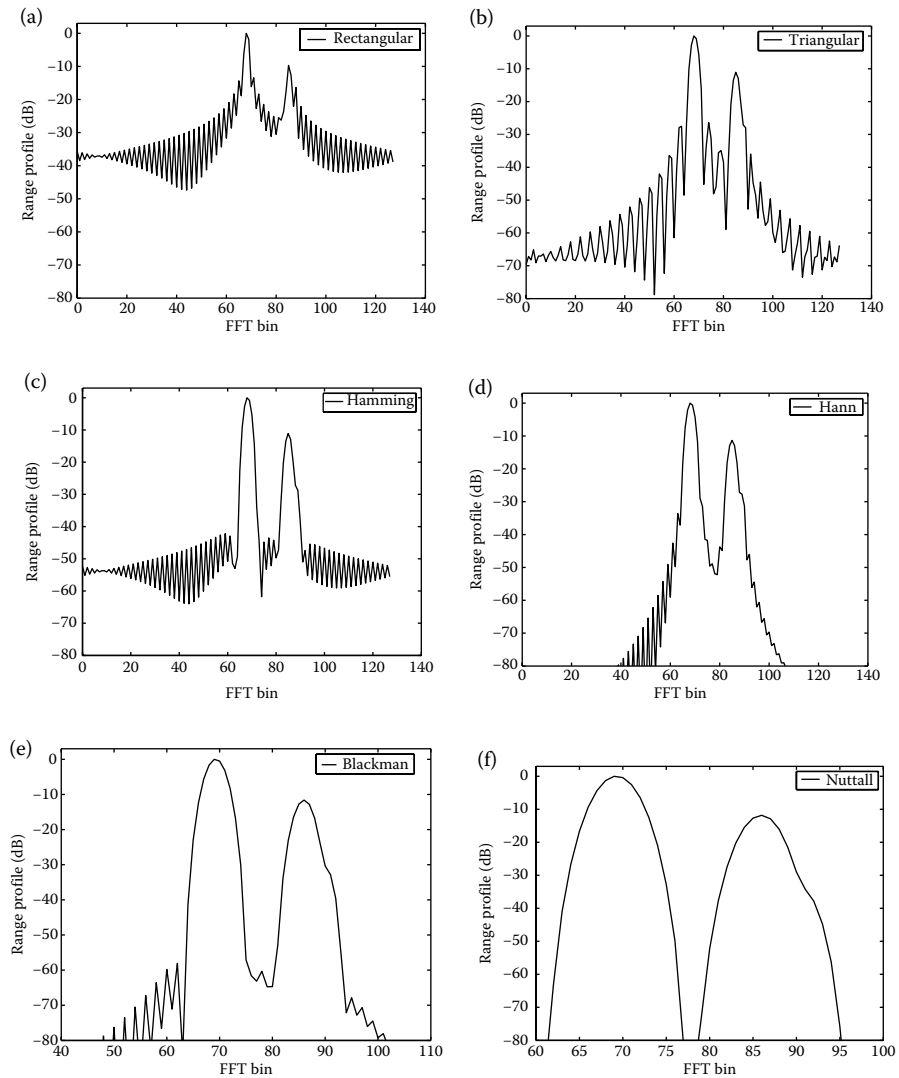 (a)
Rectangular
Range profile (dB)
0
−10
−20
−30
−40
−50
−60
−70
−80
0 20 40 60 80 100 120 140
FFT bin
(b)
Triangular
Range profile (dB)
0
−10
−20
−30
−40
−50
−60
−70
−80
0 20 40 60 80 100 120 140
FFT bin
(c)
Hamming
Range profile (dB)
0
−10
−20
−30
−40
−50
−60
−70
−80
0 20 40 60 80 100 120 140
FFT bin
(d)
Hann
Range profile (dB)
0
−10
−20
−30
−40
−50
−60
−70
−80
0 20 40 60 80 100 120 140
FFT bin
(e)
Blackman
Range profile (dB)
0
−10
−20
−30
−40
−50
−60
−70
−80
40 50 60 70 80 90 100 110
FFT bin
(f)
Nuttall
Range profile (dB)
0
−10
−20
−30
−40
−50
−60
−70
−80
60 65 70 75 80 85 90 95 100
FFT bin